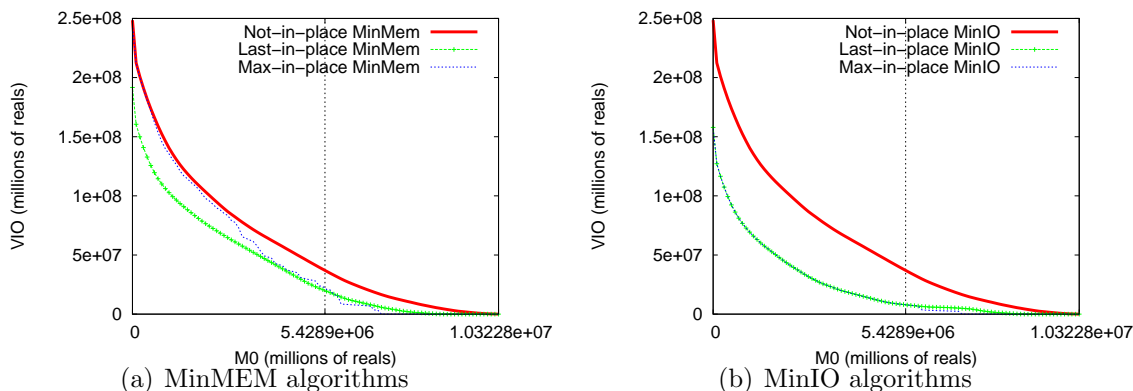 2.5e+08
2e+08
1.5e+08
1e+08
5e+07
0
VIO (millions of reals)
Not-in-place MinMem
Last-in-place MinMem
Max-in-place MinMem
0 5.4289e+06 1.03228e+07
M0 (millions of reals)
(a) MinMEM algorithms
2.5e+08
2e+08
1.5e+08
1e+08
5e+07
0
VIO (millions of reals)
Not-in-place MinIO
Last-in-place MinIO
Max-in-place MinIO
0 5.4289e+06 1.03228e+07
M0 (millions of reals)
(b) MinIO algorithms